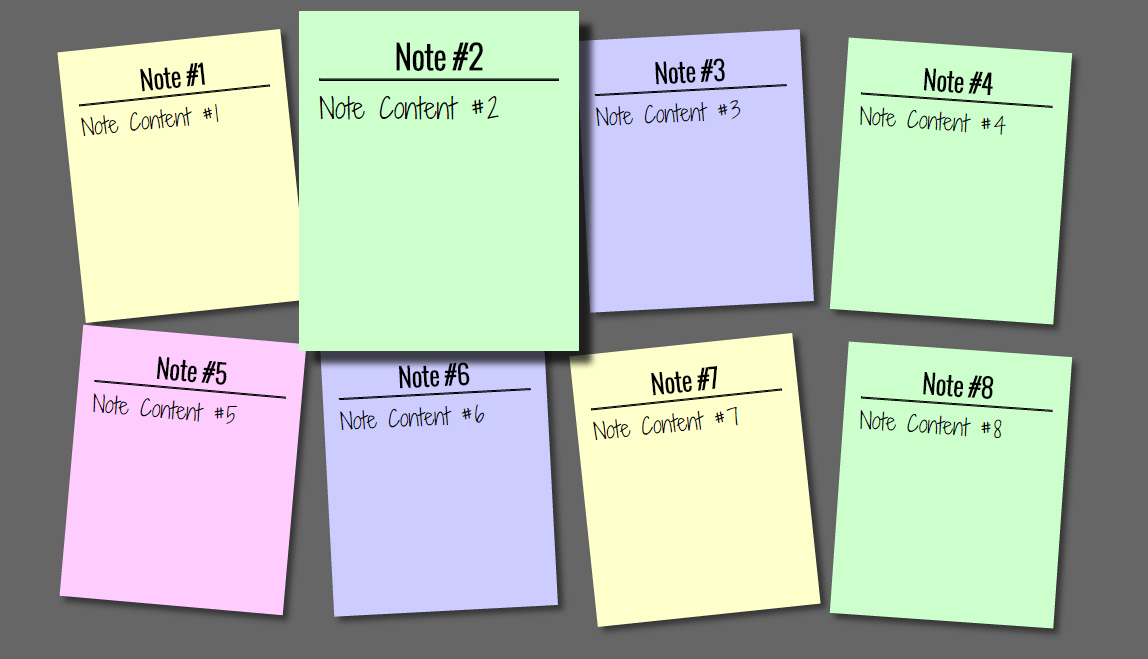 Note #1
Note Content #1
Note #2
Note Content #2
Note #3
Note Content #3
Note #4
Note Content #4
Note #5
Note Content #5
Note #6
Note Content #6
Note #7
Note Content #7
Note #8
Note Content #8